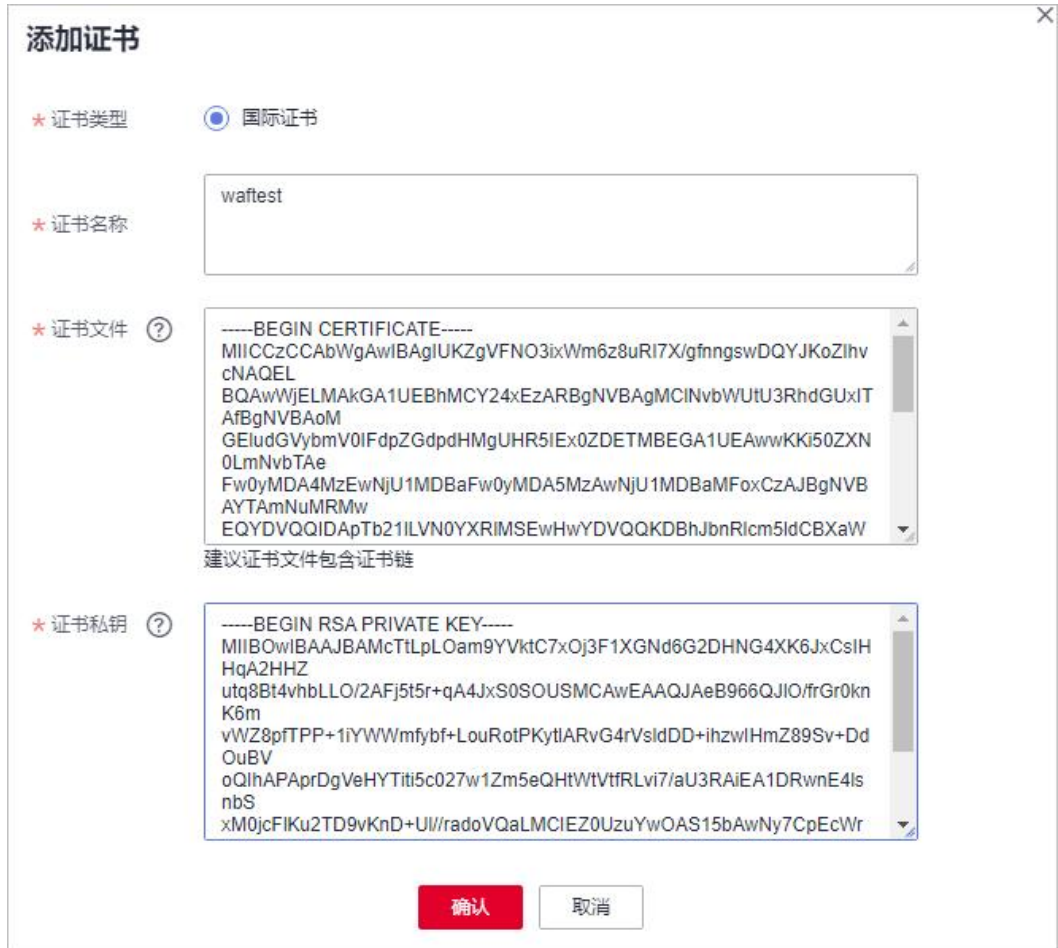 添加证书
* 证书类型
国际证书
* 证书名称
waftest
* 证书文件 ?
-----BEGIN CERTIFICATE-----
MIICCzCCAbWgAwIBAgIUKZgVFNO3ixWm6z8uRI7X/gfnngswDQYJKoZIhv
cNAQEL
BQAwWjELMAkGA1UEBhMCY24xEzARBgNVBAgMClNvbWUtU3RhdGUxIT
AfBgNVBAoM
GEludGVybmV0IFdpZGdpdHMgUHR5IEx0ZDETMBEGA1UEAwwKKi50ZXN
0LmNvbTAe
Fw0yMDA4MzEwNjU1MDBaFw0yMDA5MzAwNjU1MDBaMFoxCzAJBgNVB
AYTAmNuMRMw
EQYDVQQIDApTb21lLVN0YXRlMSEwHwYDVQQKDBhJbnRlcm5ldCBXaW
建议证书文件包含证书链
* 证书私钥 ?
-----BEGIN RSA PRIVATE KEY-----
MIIBOwIBAAJBAMcTtLpLOam9YVktC7xOj3F1XGNd6G2DHNG4XK6JxCsIH
HqA2HHZ
utq8Bt4vhbLLO/2AFj5t5r+qA4JxS0SOUSMCAwEAAQJAeB966QJIO/frGr0kn
K6m
vWZ8pfTPP+1iYWWmfybf+LouRotPKytlARvG4rVsldDD+ihzwIHmZ89Sv+Dd
OuBV
oQIhAPAprDgVeHYTiti5c027w1Zm5eQHtWtVtfRLvi7/aU3RAiEA1DRwnE4Is
nbS
xM0jcFlKu2TD9vKnD+Ul//radoVQaLMCIEZ0UzuYwOAS15bAwNy7CpEcWr
确认
取消